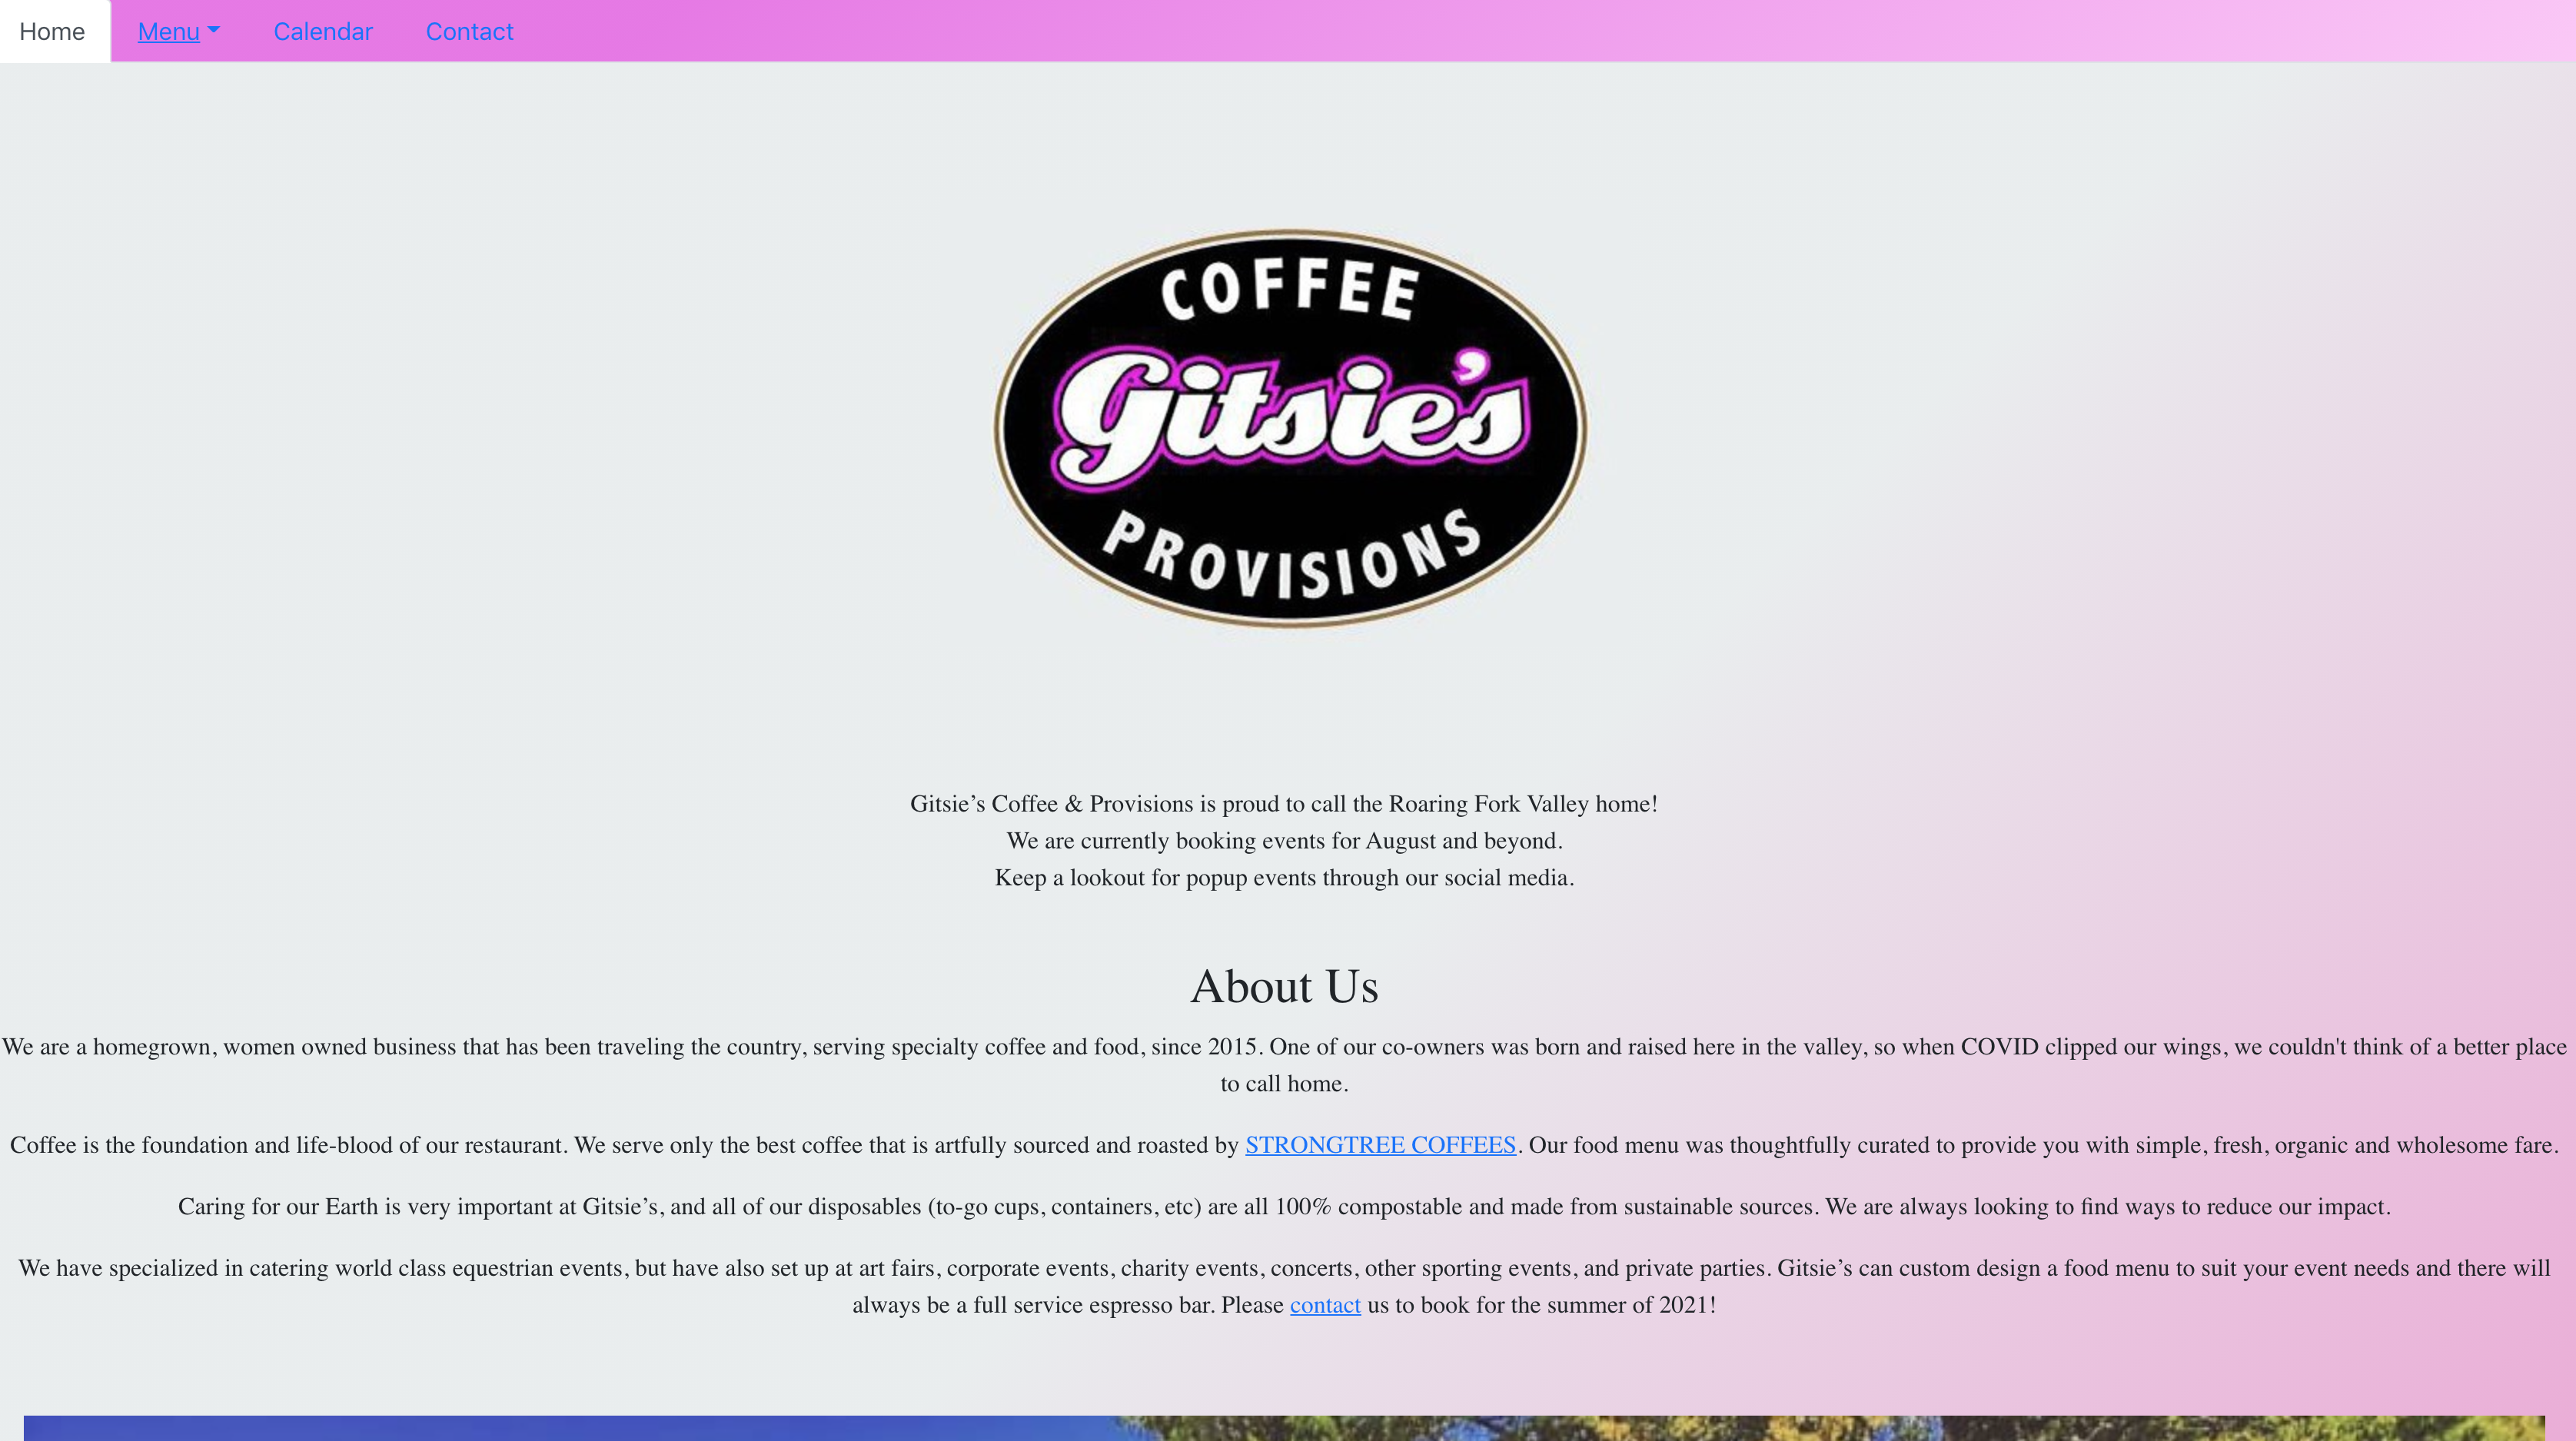 Home Menu Calendar Contact
COFFEE
Gitsie's
PROVISIONS
Gitsie’s Coffee & Provisions is proud to call the Roaring Fork Valley home!
We are currently booking events for August and beyond.
Keep a lookout for popup events through our social media.
About Us
We are a homegrown, women owned business that has been traveling the country, serving specialty coffee and food, since 2015. One of our co-owners was born and raised here in the valley, so when COVID clipped our wings, we couldn't think of a better place
to call home.
Coffee is the foundation and life-blood of our restaurant. We serve only the best coffee that is artfully sourced and roasted by STRONGTREE COFFEES. Our food menu was thoughtfully curated to provide you with simple, fresh, organic and wholesome fare.
Caring for our Earth is very important at Gitsie’s, and all of our disposables (to-go cups, containers, etc) are all 100% compostable and made from sustainable sources. We are always looking to find ways to reduce our impact.
We have specialized in catering world class equestrian events, but have also set up at art fairs, corporate events, charity events, concerts, other sporting events, and private parties. Gitsie’s can custom design a food menu to suit your event needs and there will
always be a full service espresso bar. Please contact us to book for the summer of 2021!